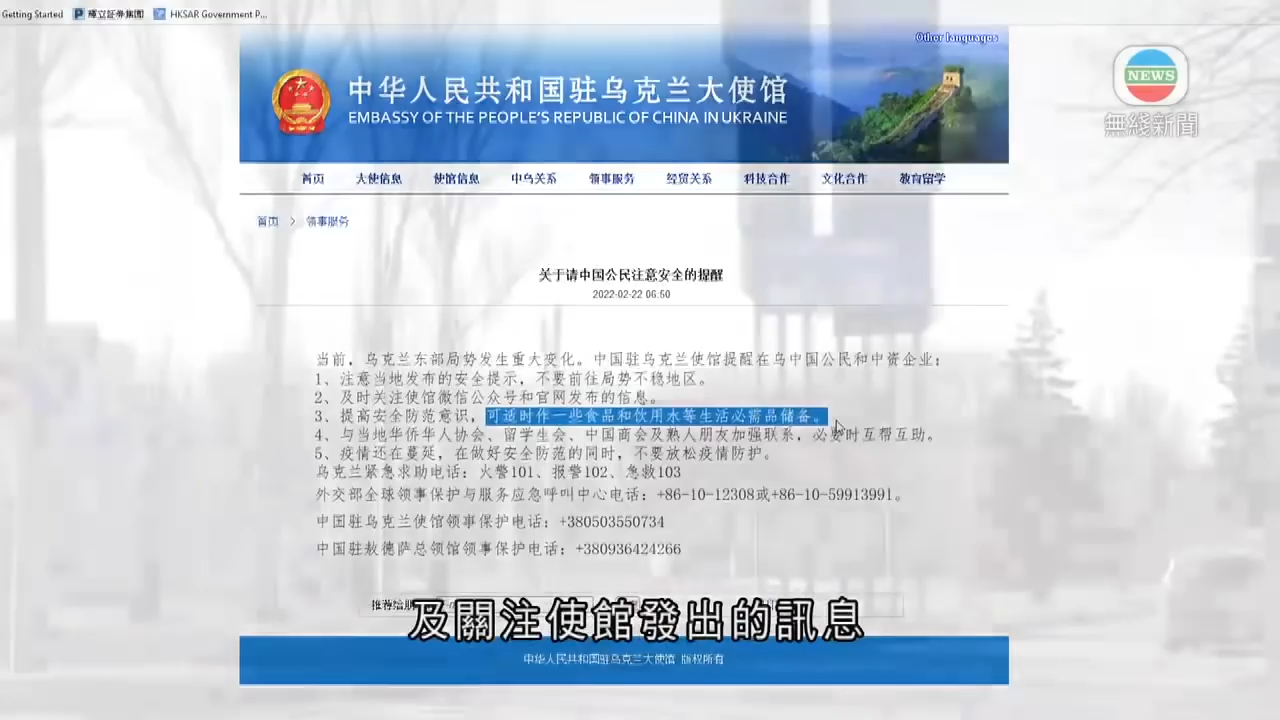 Getting Started
HKSAR Government P...
Other languages
NEWS
無綫新聞
中华人民共和国驻乌克兰大使馆
EMBASSY OF THE PEOPLE'S REPUBLIC OF CHINA IN UKRAINE
首页 大使信息 使馆信息 中乌关系 领事服务 经贸关系 科技合作 文化合作 教育留学
首页 > 领事服务
关于请中国公民注意安全的提醒
2022-02-22 06:50
当前，乌克兰东部局势发生重大变化。中国驻乌克兰使馆提醒在乌中国公民和中资企业：
1、注意当地发布的安全提示，不要前往局势不稳地区。
2、及时关注使馆微信公众号和官网发布的信息。
3、提高安全防范意识，可适时作一些食品和饮用水等生活必需品储备。
4、与当地华侨华人协会、留学生会、中国商会及熟人朋友加强联系，必要时互帮互助。
5、疫情还在蔓延，在做好安全防范的同时，不要放松疫情防护。
乌克兰紧急求助电话：火警101、报警102、急救103
外交部全球领事保护与服务应急呼叫中心电话：+86-10-12308或+86-10-59913991。
中国驻乌克兰使馆领事保护电话：+380503550734
中国驻敖德萨总领馆领事保护电话：+380936424266
推荐给朋
及關注使館發出的訊息
中华人民共和国驻乌克兰大使馆 版权所有